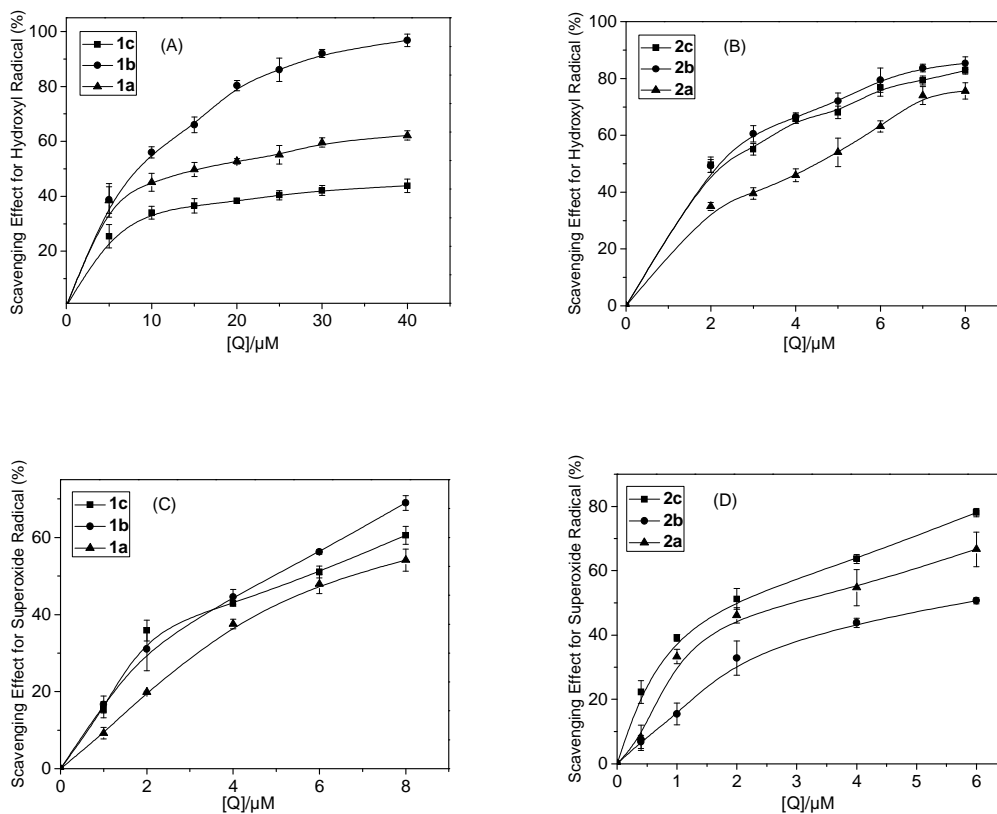 Scavenging Effect for Hydroxyl Radical (%)
100
80
60
40
20
0
10
20
30
40
[Q]/μM
1c
1b
1a
(A)
Scavenging Effect for Hydroxyl Radical (%)
100
80
60
40
20
0
0
2
4
6
8
[Q]/μM
2c
2b
2a
(B)
Scavenging Effect for Superoxide Radical (%)
60
40
20
0
0
2
4
6
8
[Q]/μM
1c
1b
1a
(C)
Scavenging Effect for Superoxide Radical (%)
80
60
40
20
0
0
1
2
3
4
5
6
[Q]/μM
2c
2b
2a
(D)